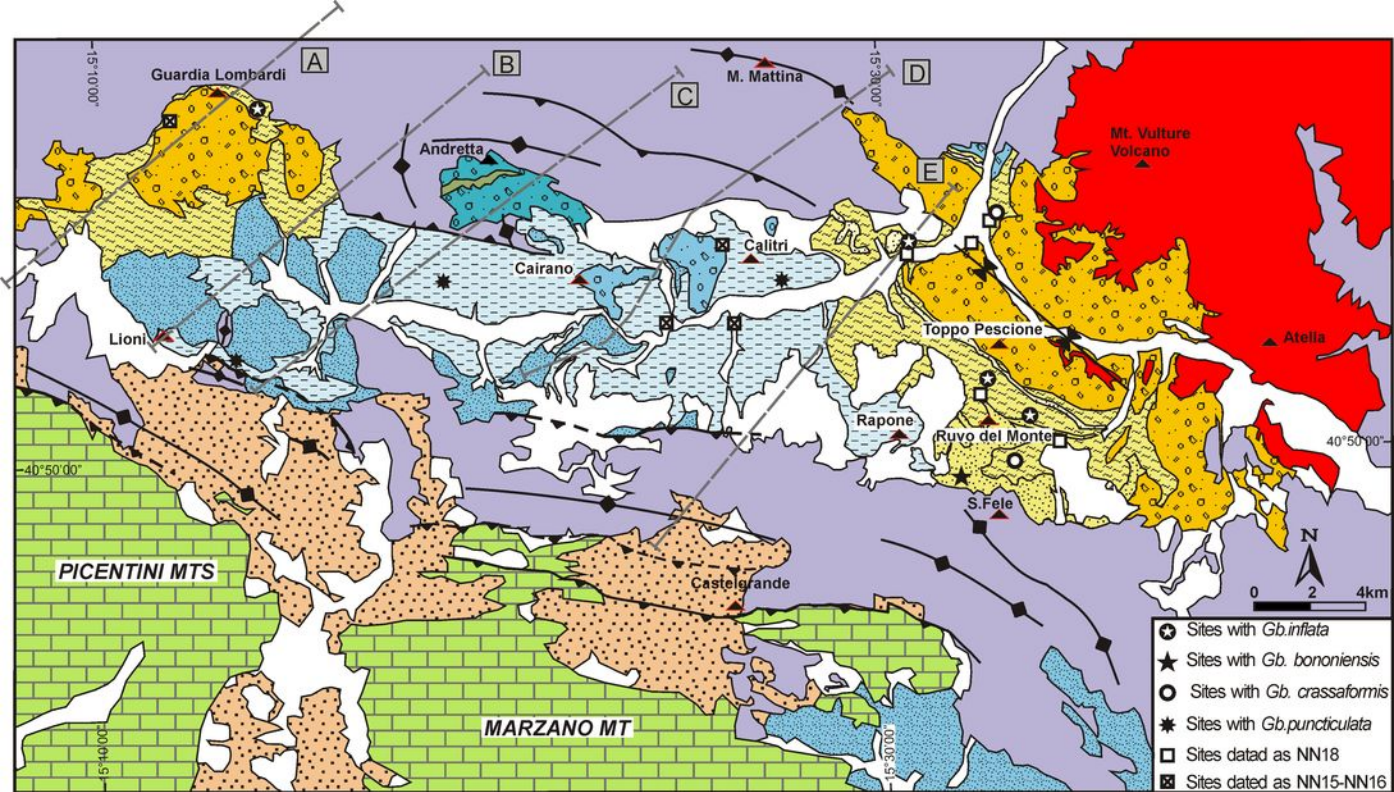 A
B
C
D
15°10'00"
15°30'00"
Guardia Lombardi
M. Mattina
Mt. Vulture
Volcano
Andretta
E
Calitri
Cairano
Lioni
Toppo Pescione
Atella
Rapone
Ruvo del Monte
40°50'00"
40°50'00"
S.Fele
PICENTINI MTS
Castelgrande
N
0 2 4km
MARZANO MT
15°10'00"
15°30'00"
Sites with Gb.inflata
Sites with Gb. bononiensis
Sites with Gb. crassaformis
Sites with Gb.puncticulata
Sites datad as NN18
Sites dated as NN15-NN16